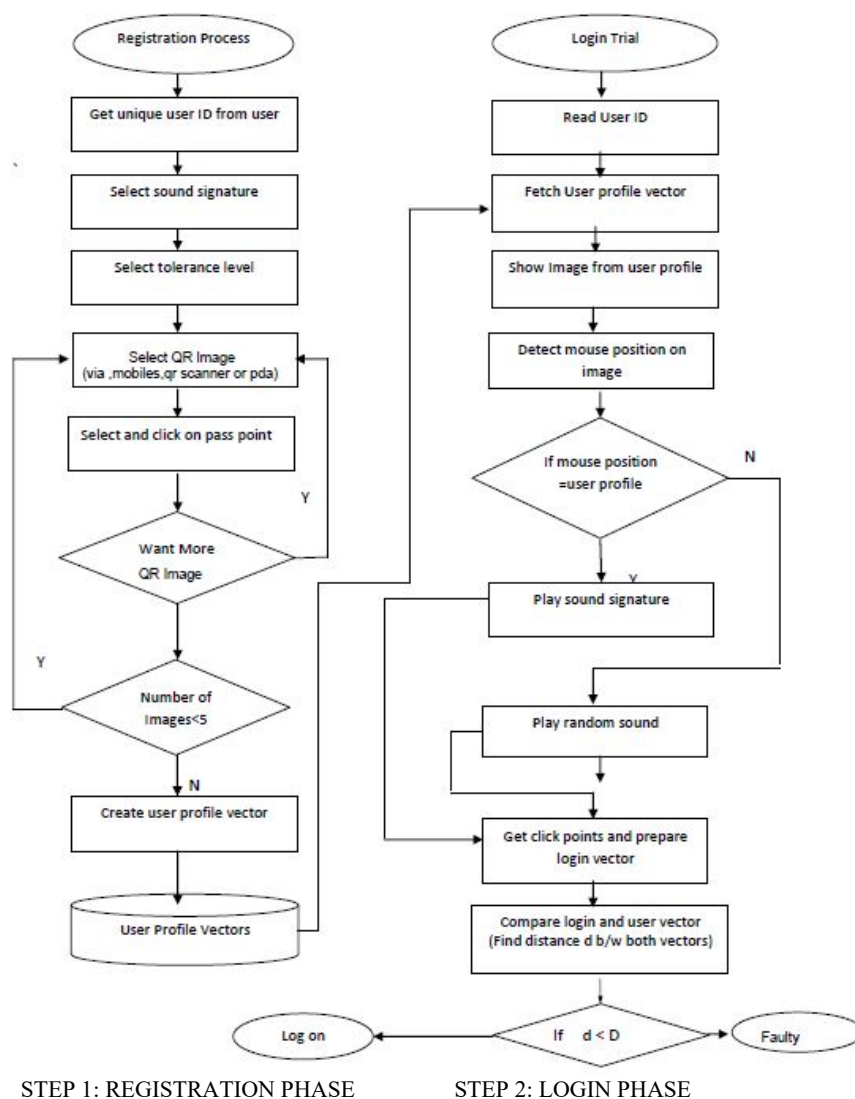 Registration Process
Get unique user ID from user
Select sound signature
Select tolerance level
Select QR Image
(via ,mobiles,qr scanner or pda)
Select and click on pass point
Y
Want More
QR Image
Y
Number of
Images<5
N
Create user profile vector
User Profile Vectors
Login Trial
Read User ID
Fetch User profile vector
Show Image from user profile
Detect mouse position on
image
N
If mouse position
=user profile
Y
Play sound signature
Play random sound
Get click points and prepare
login vector
Compare login and user vector
(Find distance d b/w both vectors)
Log on
If d < D
Faulty
STEP 1: REGISTRATION PHASE
STEP 2: LOGIN PHASE